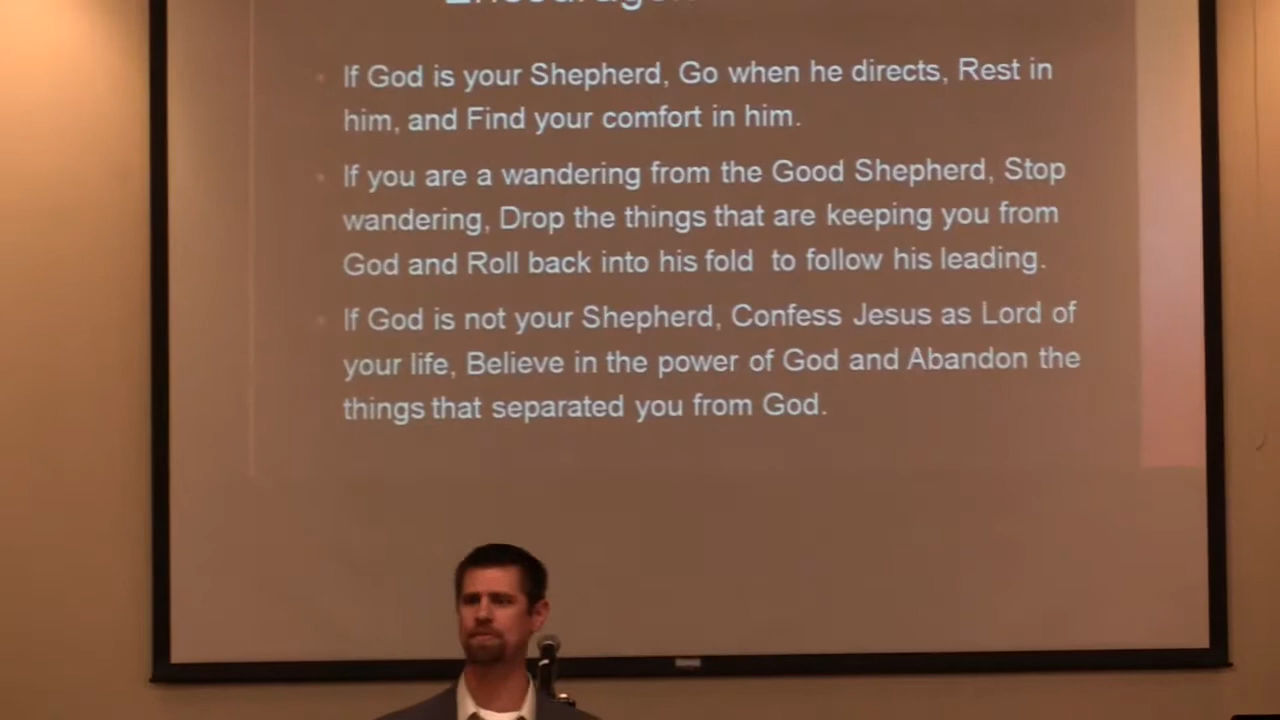 If God is your Shepherd, Go when he directs, Rest in
him, and Find your comfort in him.
If you are a wandering from the Good Shepherd, Stop
wandering, Drop the things that are keeping you from
God and Roll back into his fold to follow his leading.
If God is not your Shepherd, Confess Jesus as Lord of
your life, Believe in the power of God and Abandon the
things that separated you from God.